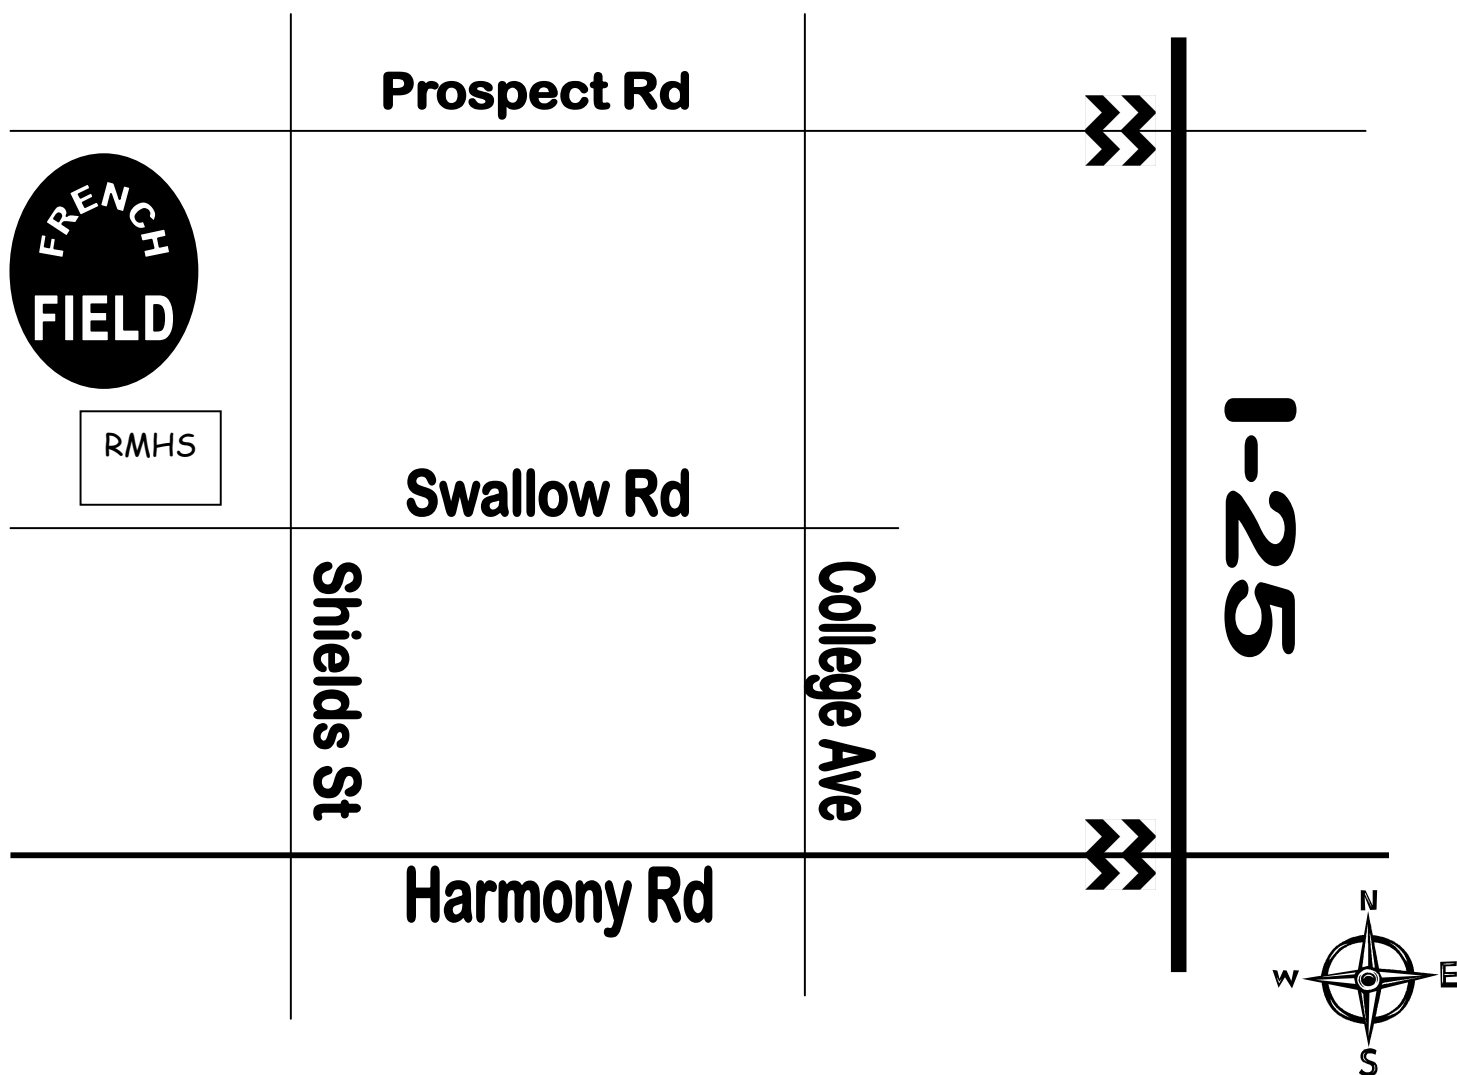 Prospect Rd
FRENCH
FIELD
RMHS
Swallow Rd
I-25
Shields St
College Ave
Harmony Rd
N
W
E
S